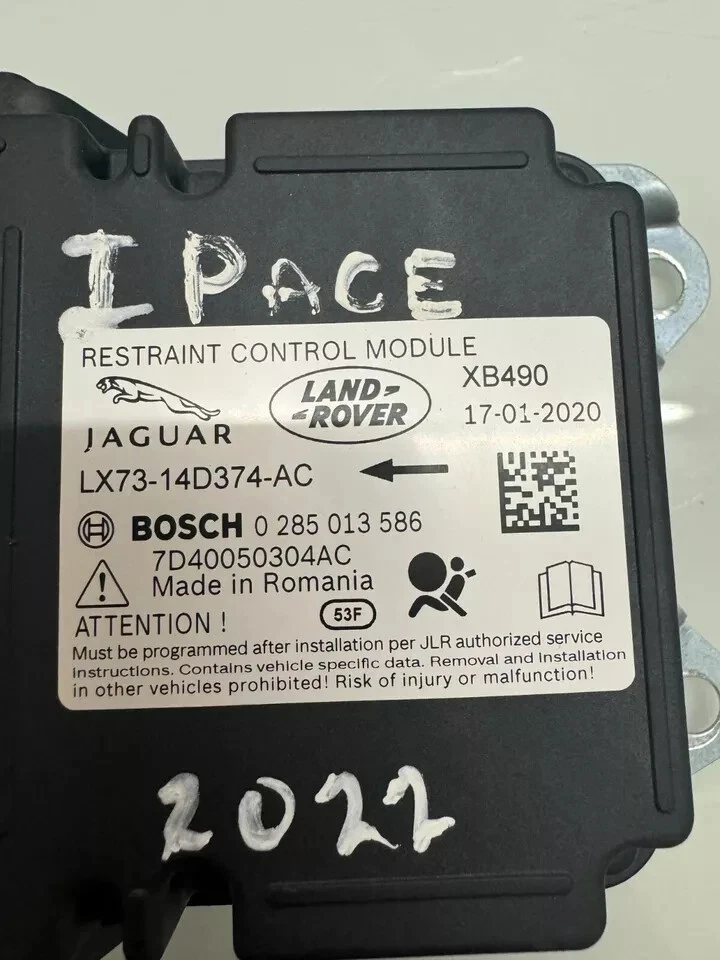 I PACE
RESTRAINT CONTROL MODULE
JAGUAR
LAND-
-ROVER
XB490
17-01-2020
LX73-14D374-AC
BOSCH 0 285 013 586
7D40050304AC
Made in Romania
ATTENTION !
53F
Must be programmed after installation per JLR authorized service
instructions. Contains vehicle specific data. Removal and installation
in other vehicles prohibited! Risk of injury or malfunction!
2022